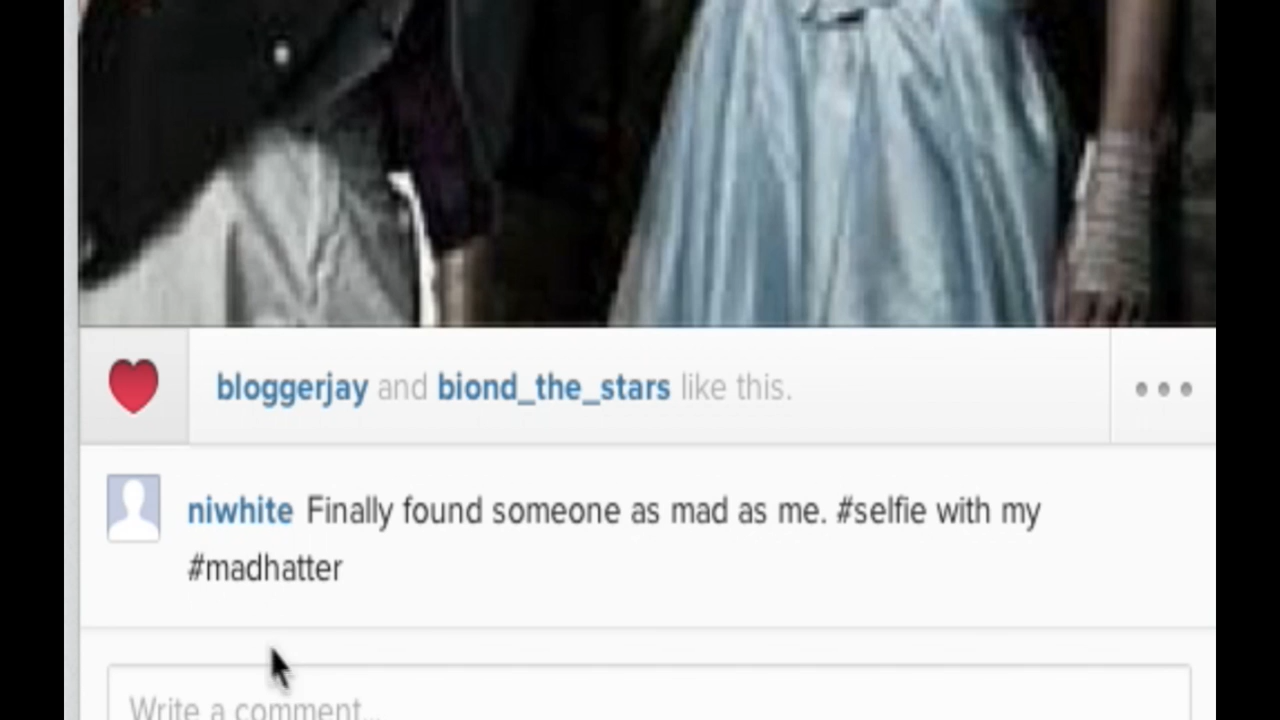 bloggerjay and biond_the_stars like this.
niwhite Finally found someone as mad as me. #selfie with my
#madhatter
Write a comment...